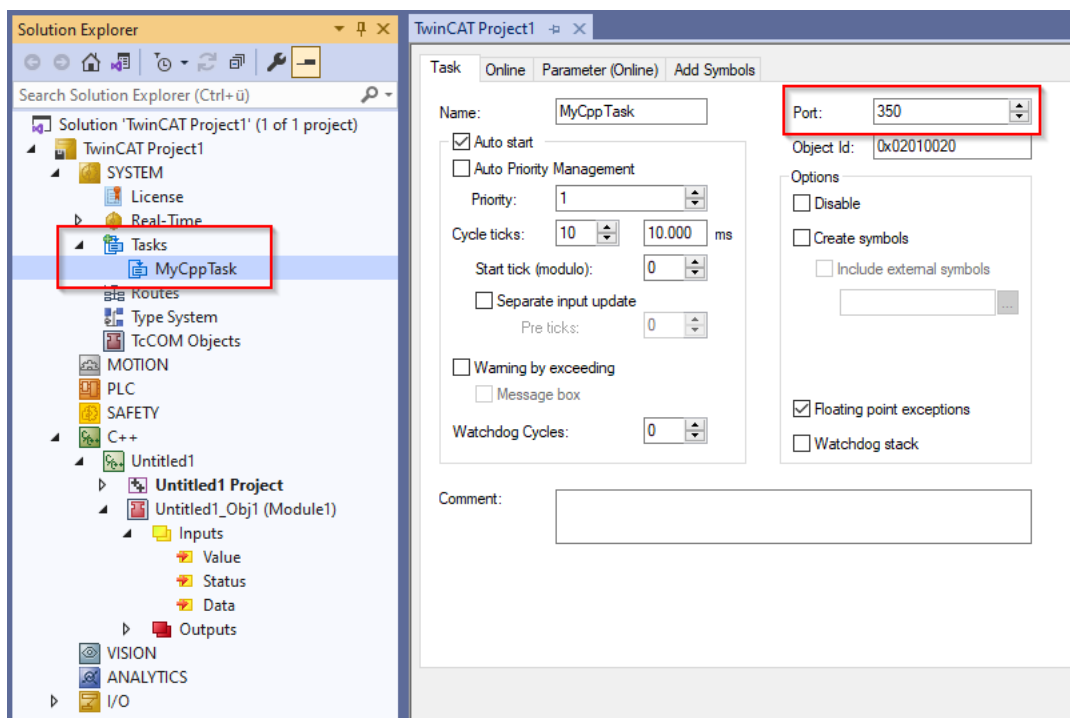 Solution Explorer
Search Solution Explorer (Ctrl+ü)
Solution 'TwinCAT Project1' (1 of 1 project)
TwinCAT Project1
SYSTEM
License
Real-Time
Tasks
MyCppTask
Routes
Type System
TcCOM Objects
MOTION
PLC
SAFETY
C++
Untitled1
Untitled1 Project
Untitled1_Obj1 (Module1)
Inputs
Value
Status
Data
Outputs
VISION
ANALYTICS
I/O
TwinCAT Project1
Task Online Parameter (Online) Add Symbols
Name: MyCppTask
Auto start
Auto Priority Management
Priority: 1
Cycle ticks: 10 10.000 ms
Start tick (modulo): 0
Separate input update
Pre ticks: 0
Warning by exceeding
Message box
Watchdog Cycles: 0
Port: 350
Object Id: 0x02010020
Options
Disable
Create symbols
Include external symbols
...
Floating point exceptions
Watchdog stack
Comment: